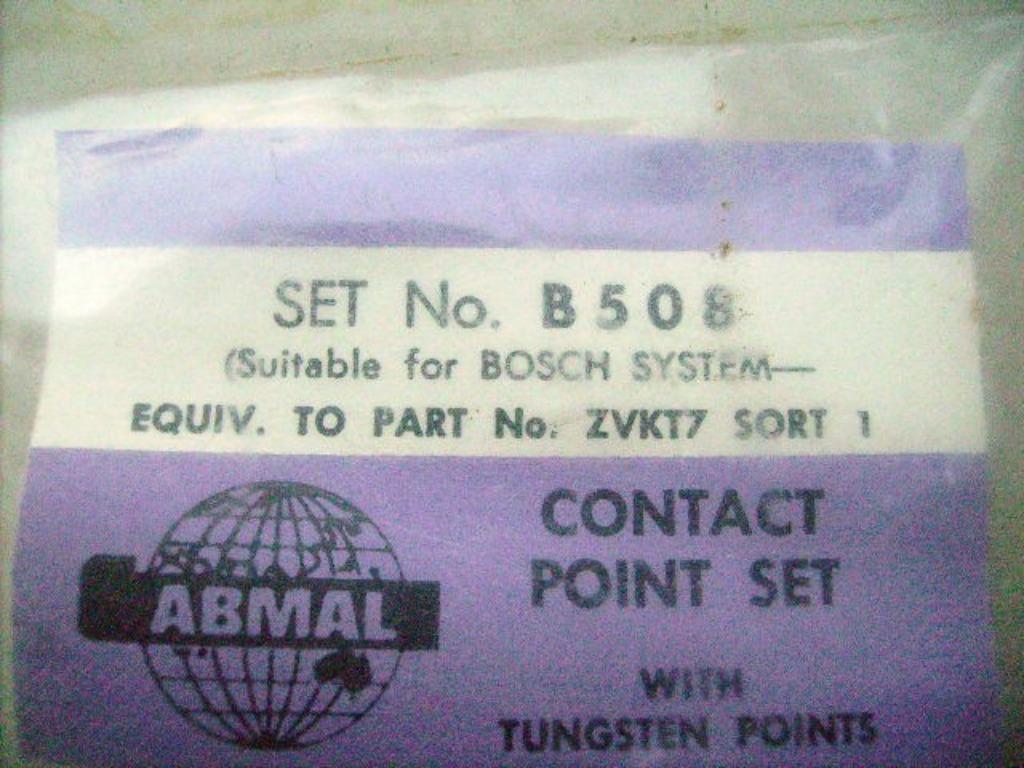 SET No. B508
(Suitable for BOSCH SYSTEM—
EQUIV. TO PART No. ZVKT7 SORT 1
CONTACT
POINT SET
ABMAL
WITH
TUNGSTEN POINTS